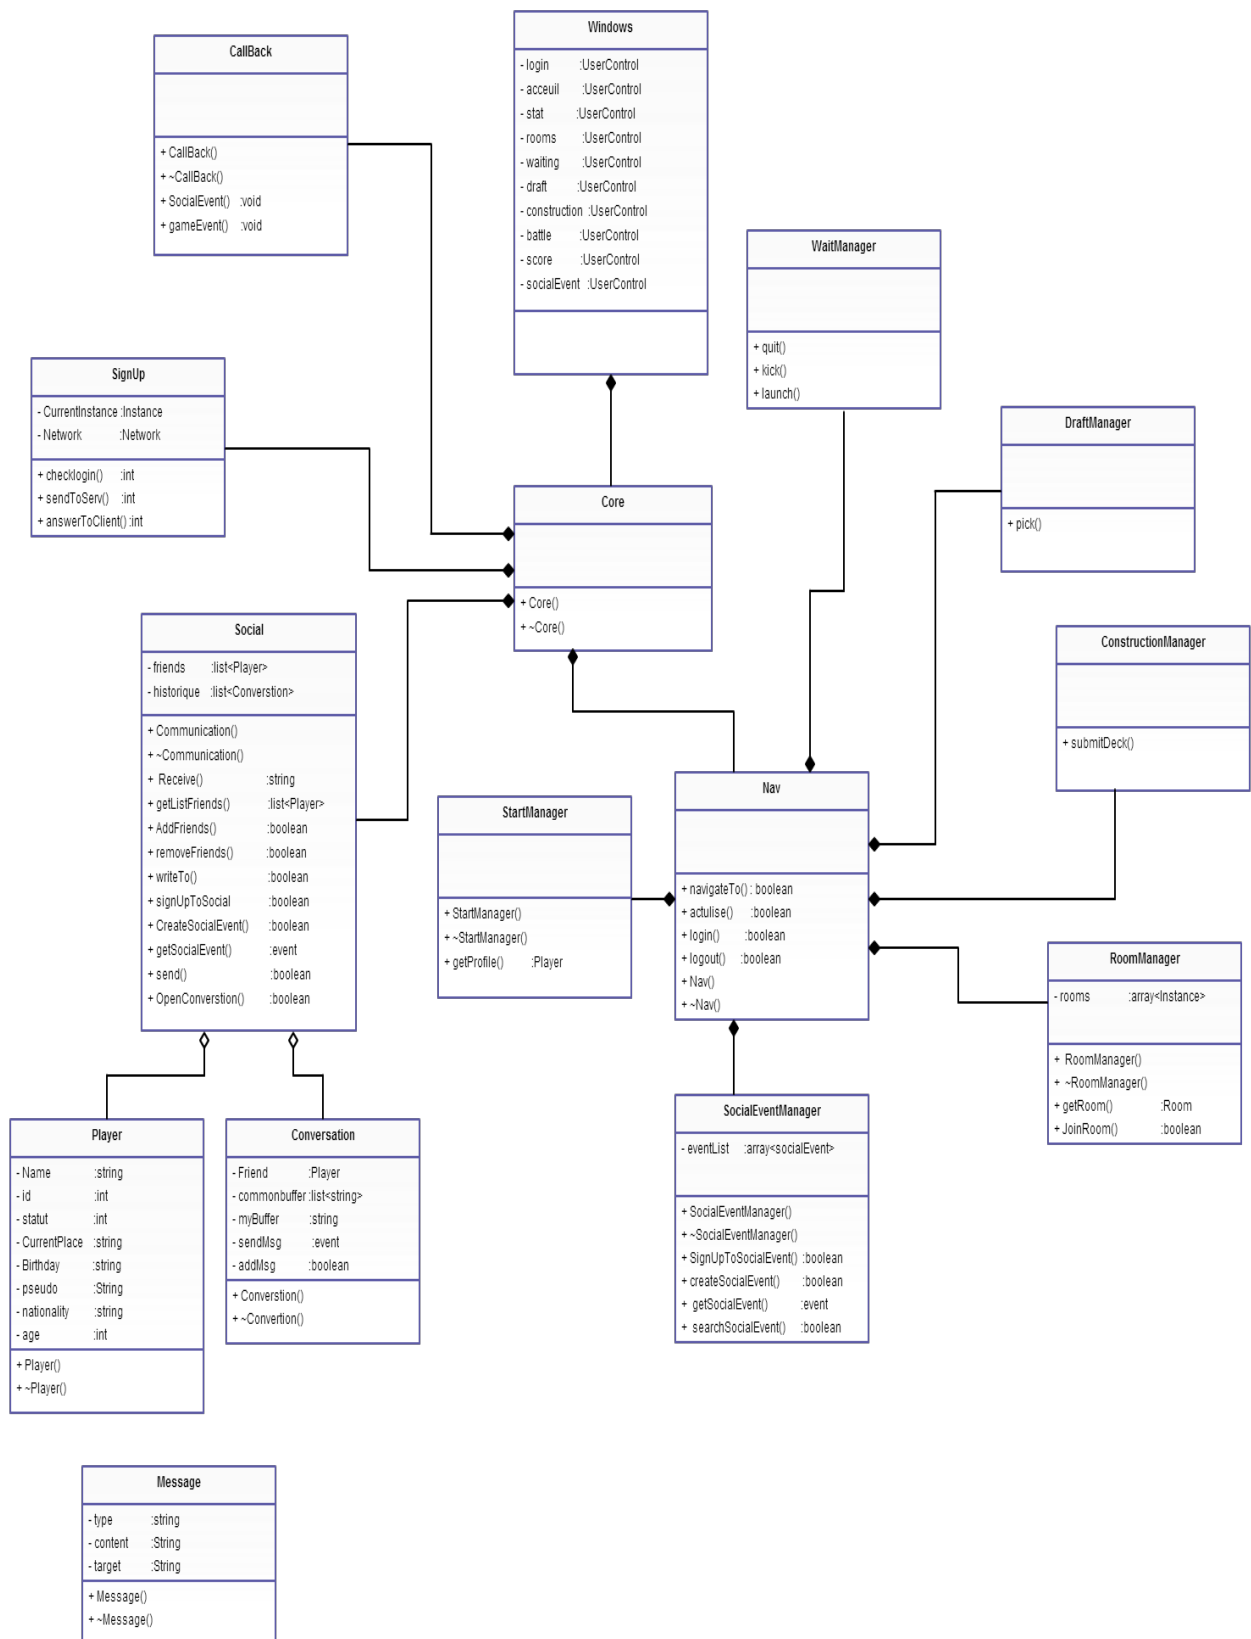 Windows
- login :UserControl
- acceuil :UserControl
- stat :UserControl
- rooms :UserControl
- waiting :UserControl
- draft :UserControl
- construction :UserControl
- battle :UserControl
- score :UserControl
- socialEvent :UserControl
CallBack
+ CallBack()
+ ~CallBack()
+ SocialEvent() :void
+ gameEvent() :void
WaitManager
+ quit()
+ kick()
+ launch()
SignUp
- CurrentInstance :Instance
- Network :Network
+ checklogin() :int
+ sendToServ() :int
+ answerToClient() :int
DraftManager
+ pick()
Core
+ Core()
+ ~Core()
Social
- friends :list<Player>
- historique :list<Converstion>
+ Communication()
+ ~Communication()
+ Receive() :string
+ getListFriends() :list<Player>
+ AddFriends() :boolean
+ removeFriends() :boolean
+ writeTo() :boolean
+ signUpToSocial :boolean
+ CreateSocialEvent() :boolean
+ getSocialEvent() :event
+ send() :boolean
+ OpenConverstion() :boolean
ConstructionManager
+ submitDeck()
Nav
+ navigateTo() : boolean
+ actulise() :boolean
+ login() :boolean
+ logout() :boolean
+ Nav()
+ ~Nav()
StartManager
+ StartManager()
+ ~StartManager()
+ getProfile() :Player
RoomManager
- rooms :array<Instance>
+ RoomManager()
+ ~RoomManager()
+ getRoom() :Room
+ JoinRoom() :boolean
SocialEventManager
- eventList :array<socialEvent>
+ SocialEventManager()
+ ~SocialEventManager()
+ SignUpToSocialEvent() :boolean
+ createSocialEvent() :boolean
+ getSocialEvent() :event
+ searchSocialEvent() :boolean
Player
- Name :string
- id :int
- statut :int
- CurrentPlace :string
- Birthday :string
- pseudo :String
- nationality :string
- age :int
+ Player()
+ ~Player()
Conversation
- Friend :Player
- commonbuffer :list<string>
- myBuffer :string
- sendMsg :event
- addMsg :boolean
+ Converstion()
+ ~Convertion()
Message
- type :string
- content :String
- target :String
+ Message()
+ ~Message()